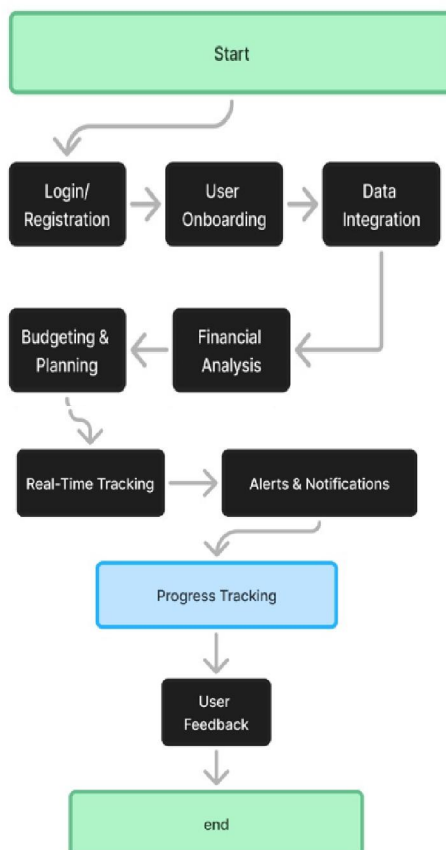 Start
Login/
Registration
User
Onboarding
Data
Integration
Budgeting &
Planning
Financial
Analysis
Real-Time Tracking
Alerts & Notifications
Progress Tracking
User
Feedback
end